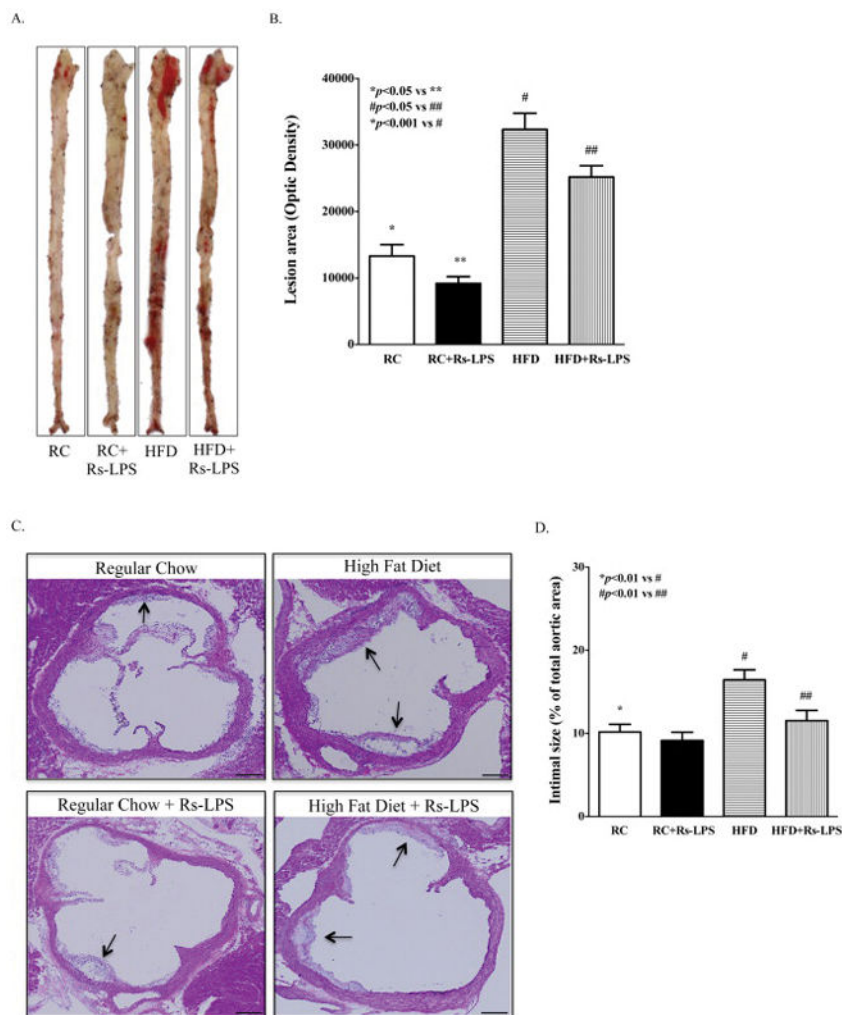 A.
RC
RC+
Rs-LPS
HFD
HFD+
Rs-LPS
B.
*p<0.05 vs **
#p<0.05 vs ##
*p<0.001 vs #
Lesion area (Optic Density)
40000
30000
20000
10000
0
*
**
#
##
RC
RC+Rs-LPS
HFD
HFD+Rs-LPS
C.
Regular Chow
High Fat Diet
Regular Chow + Rs-LPS
High Fat Diet + Rs-LPS
D.
*p<0.01 vs #
#p<0.01 vs ##
Intimal size (% of total aortic area)
30
20
10
0
*
#
##
RC
RC+Rs-LPS
HFD
HFD+Rs-LPS